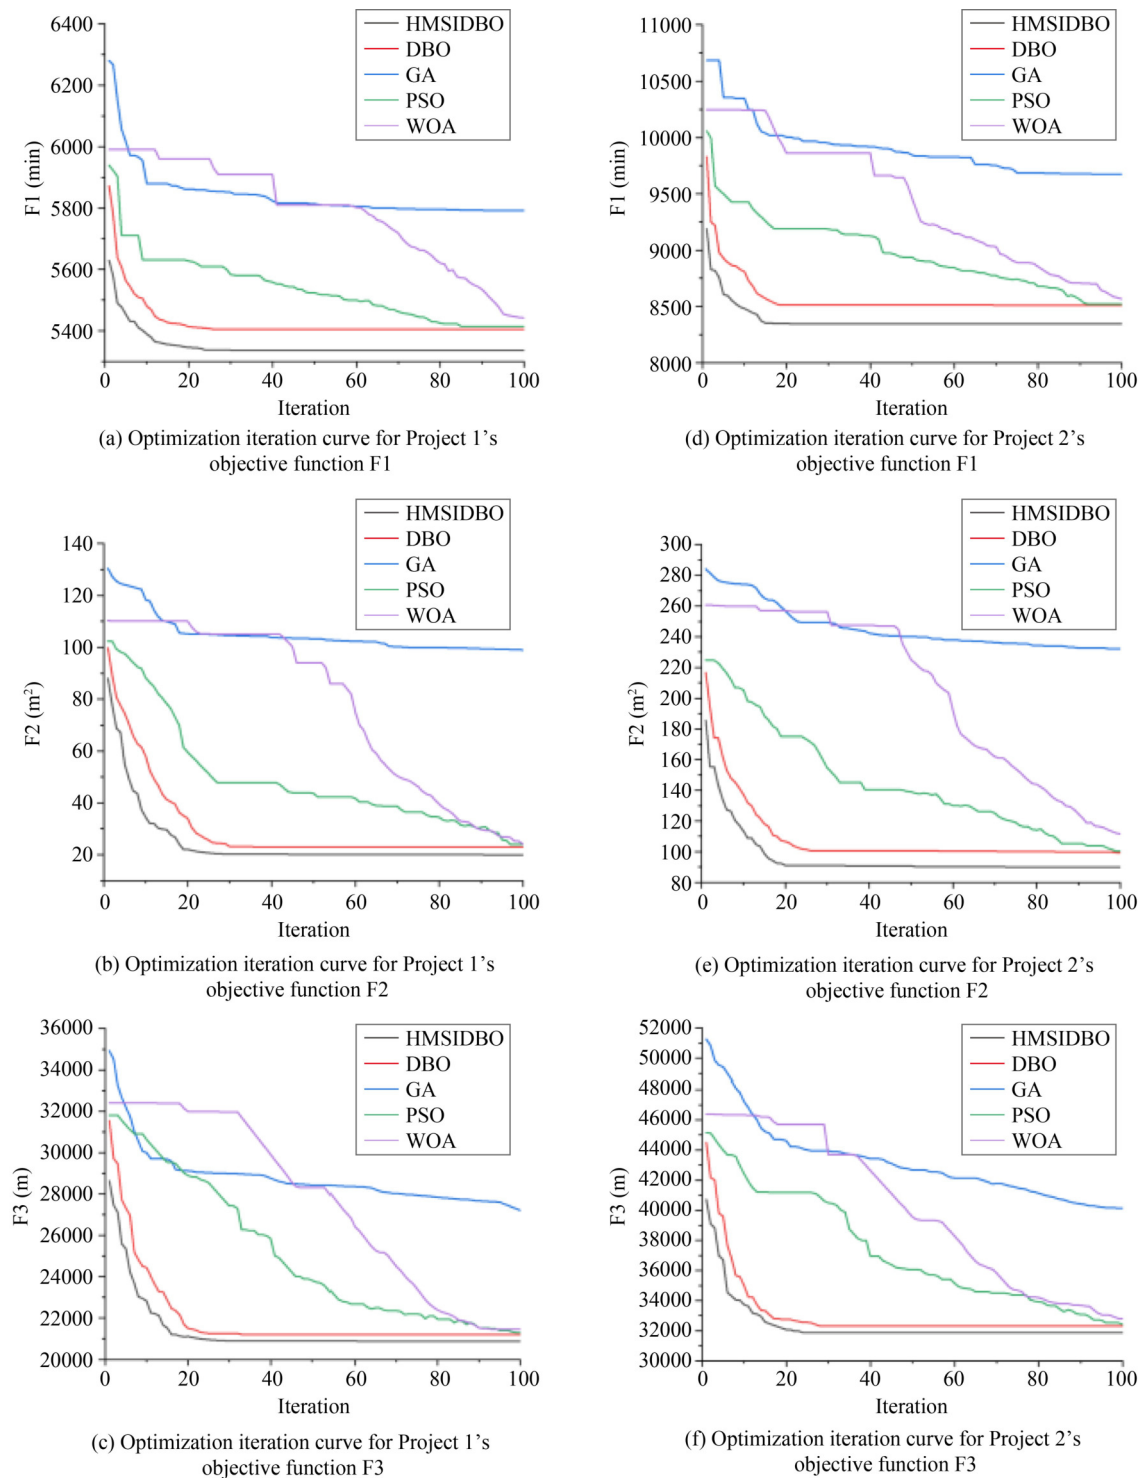 6400
6200
6000
5800
5600
5400
F1 (min)
0 20 40 60 80 100
Iteration
HMSIDBO
DBO
GA
PSO
WOA
(a) Optimization iteration curve for Project 1’s
objective function F1
11000
10500
10000
9500
9000
8500
8000
F1 (min)
0 20 40 60 80 100
Iteration
HMSIDBO
DBO
GA
PSO
WOA
(d) Optimization iteration curve for Project 2’s
objective function F1
140
120
100
80
60
40
20
F2 (m²)
0 20 40 60 80 100
Iteration
HMSIDBO
DBO
GA
PSO
WOA
(b) Optimization iteration curve for Project 1’s
objective function F2
300
280
260
240
220
200
180
160
140
120
100
80
F2 (m²)
0 20 40 60 80 100
Iteration
HMSIDBO
DBO
GA
PSO
WOA
(e) Optimization iteration curve for Project 2’s
objective function F2
36000
34000
32000
30000
28000
26000
24000
22000
20000
F3 (m)
0 20 40 60 80 100
Iteration
HMSIDBO
DBO
GA
PSO
WOA
(c) Optimization iteration curve for Project 1’s
objective function F3
52000
50000
48000
46000
44000
42000
40000
38000
36000
34000
32000
30000
F3 (m)
0 20 40 60 80 100
Iteration
HMSIDBO
DBO
GA
PSO
WOA
(f) Optimization iteration curve for Project 2’s
objective function F3